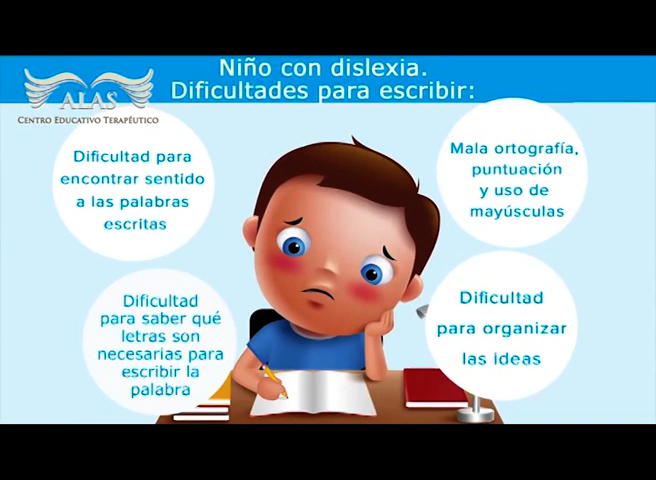 Niño con dislexia.
Dificultades para escribir:
ALAS
CENTRO EDUCATIVO TERAPÉUTICO
Dificultad para
encontrar sentido
a las palabras
escritas
Mala ortografía,
puntuación
y uso de
mayúsculas
Dificultad
para saber qué
letras son
necesarias para
escribir la
palabra
Dificultad
para organizar
las ideas